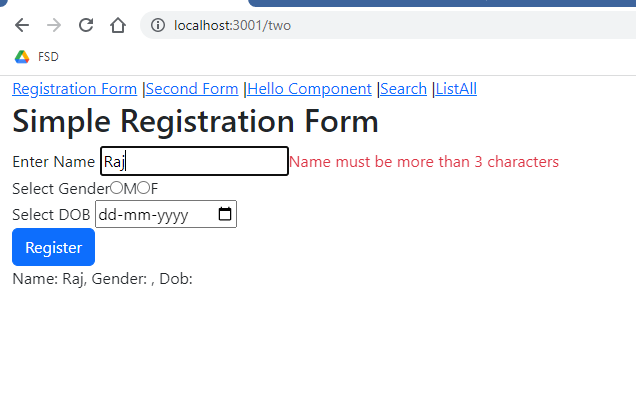 localhost:3001/two
FSD
Registration Form |Second Form |Hello Component |Search |ListAll
Simple Registration Form
Enter Name Raj Name must be more than 3 characters
Select Gender M F
Select DOB dd-mm-yyyy
Register
Name: Raj, Gender: , Dob: